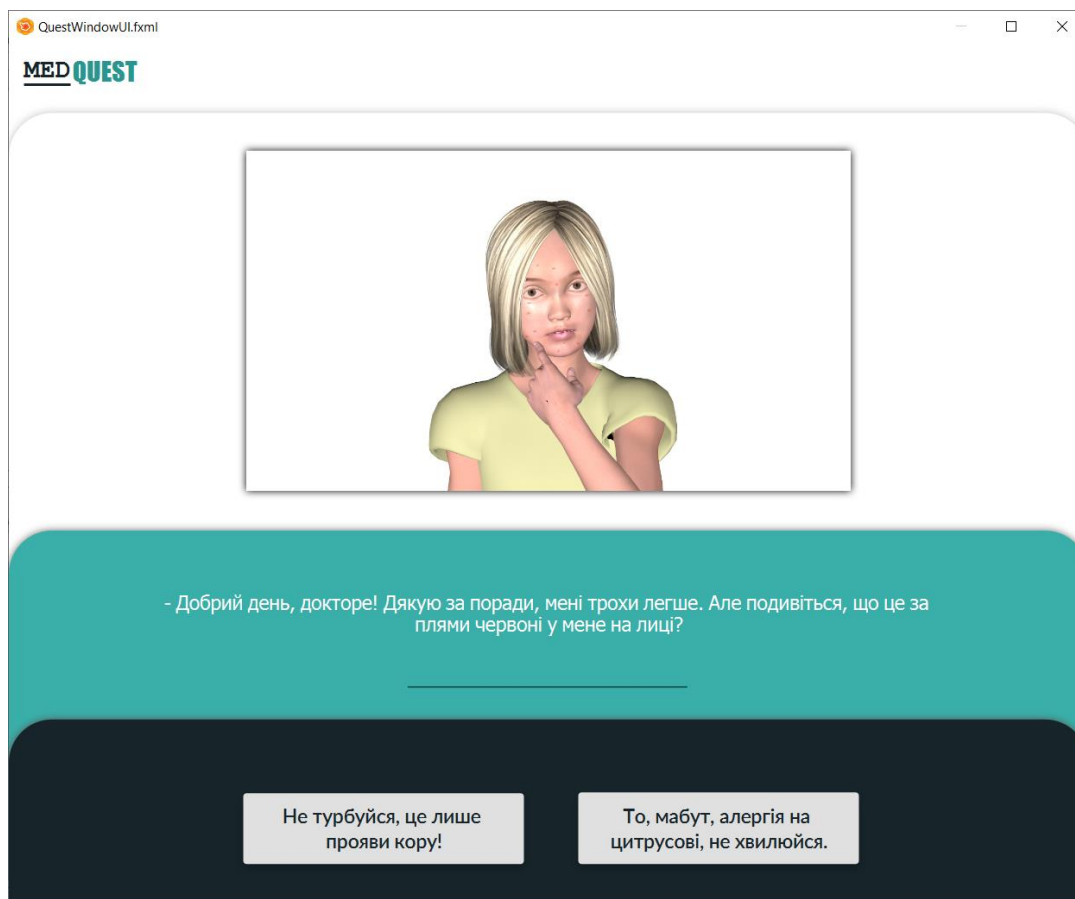 QuestWindowUI.fxml
MED QUEST
- Добрий день, докторе! Дякую за поради, мені трохи легше. Але подивіться, що це за
плями червоні у мене на лиці?
Не турбуйся, це лише
прояви кору!
То, мабут, алергія на
цитрусові, не хвилюйся.